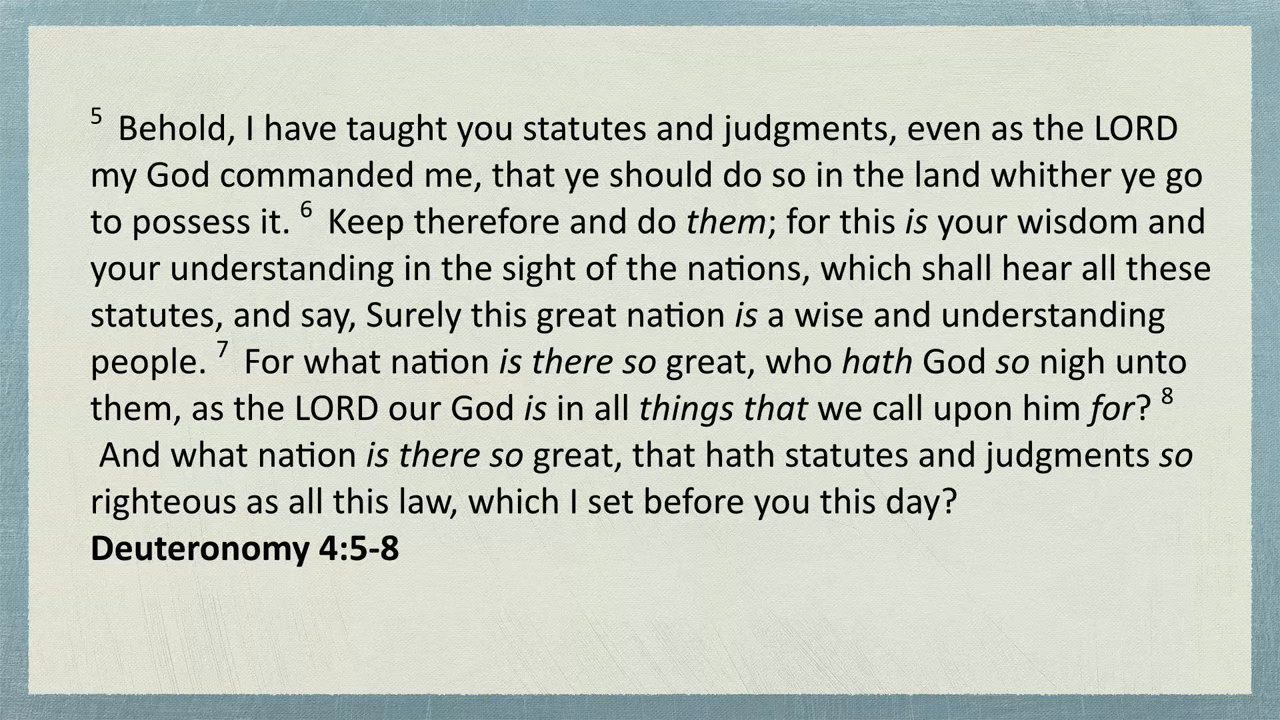 5 Behold, I have taught you statutes and judgments, even as the LORD
my God commanded me, that ye should do so in the land whither ye go
to possess it. 6 Keep therefore and do them; for this is your wisdom and
your understanding in the sight of the nations, which shall hear all these
statutes, and say, Surely this great nation is a wise and understanding
people. 7 For what nation is there so great, who hath God so nigh unto
them, as the LORD our God is in all things that we call upon him for? 8
And what nation is there so great, that hath statutes and judgments so
righteous as all this law, which I set before you this day?
Deuteronomy 4:5-8